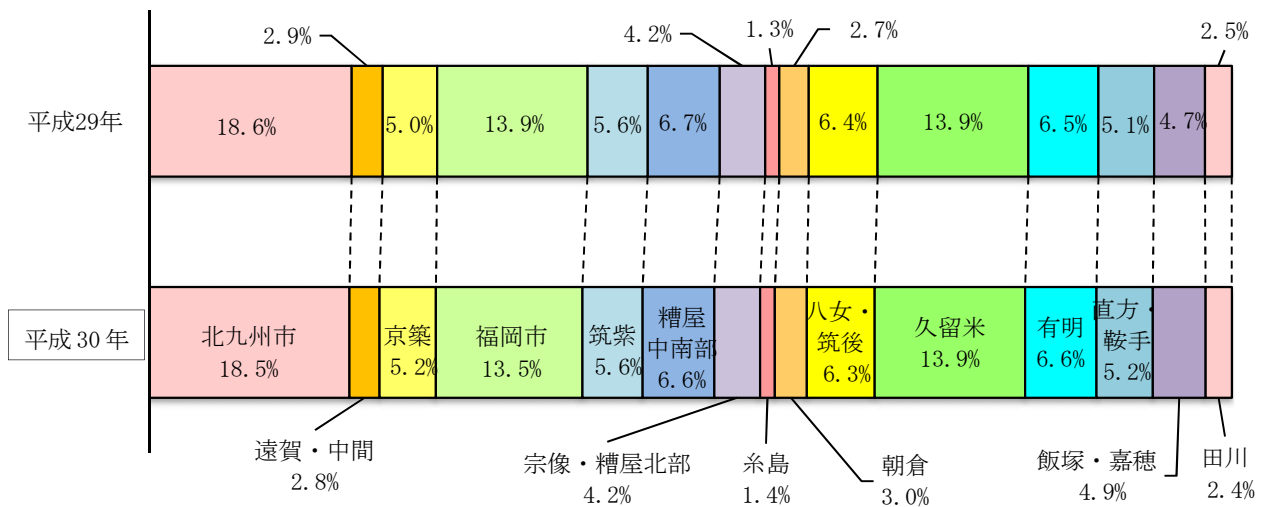 2.9%
4.2%
1.3%
2.7%
2.5%
平成29年
18.6%
5.0%
13.9%
5.6%
6.7%
6.4%
13.9%
6.5%
5.1%
4.7%
平成30年
北九州市
18.5%
京築
5.2%
福岡市
13.5%
筑紫
5.6%
糟屋
中南部
6.6%
八女・
筑後
6.3%
久留米
13.9%
有明
6.6%
直方・
鞍手
5.2%
遠賀・中間
2.8%
宗像・糟屋北部
4.2%
糸島
1.4%
朝倉
3.0%
飯塚・嘉穂
4.9%
田川
2.4%